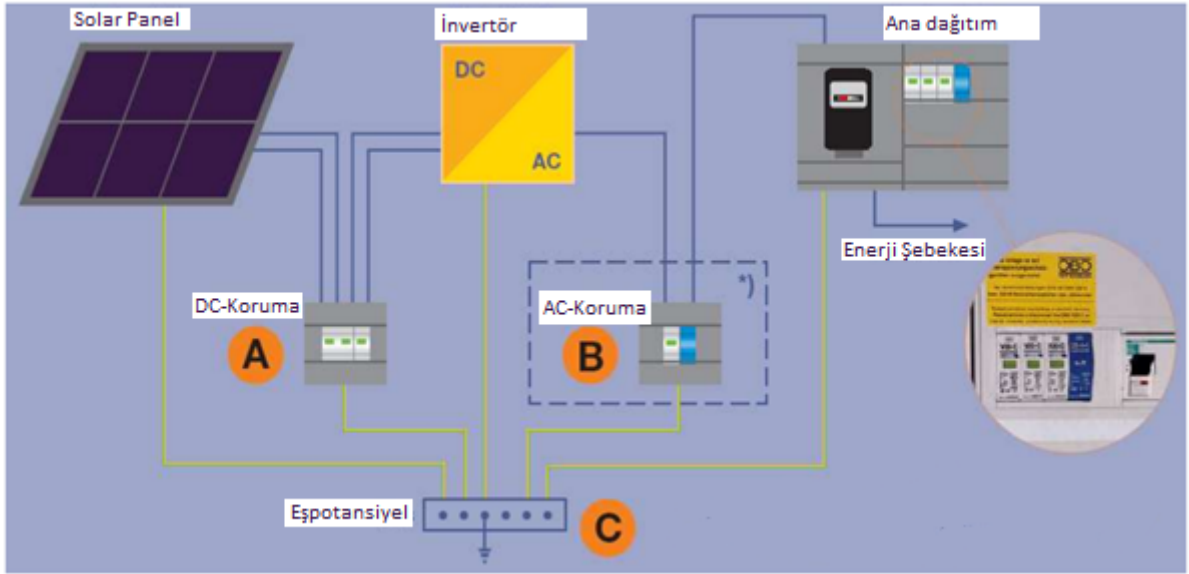 Solar Panel
İnvertör
Ana dağıtım
DC
AC
Enerji Şebekesi
*)
DC-Koruma
AC-Koruma
A
B
Eşpotansiyel
C